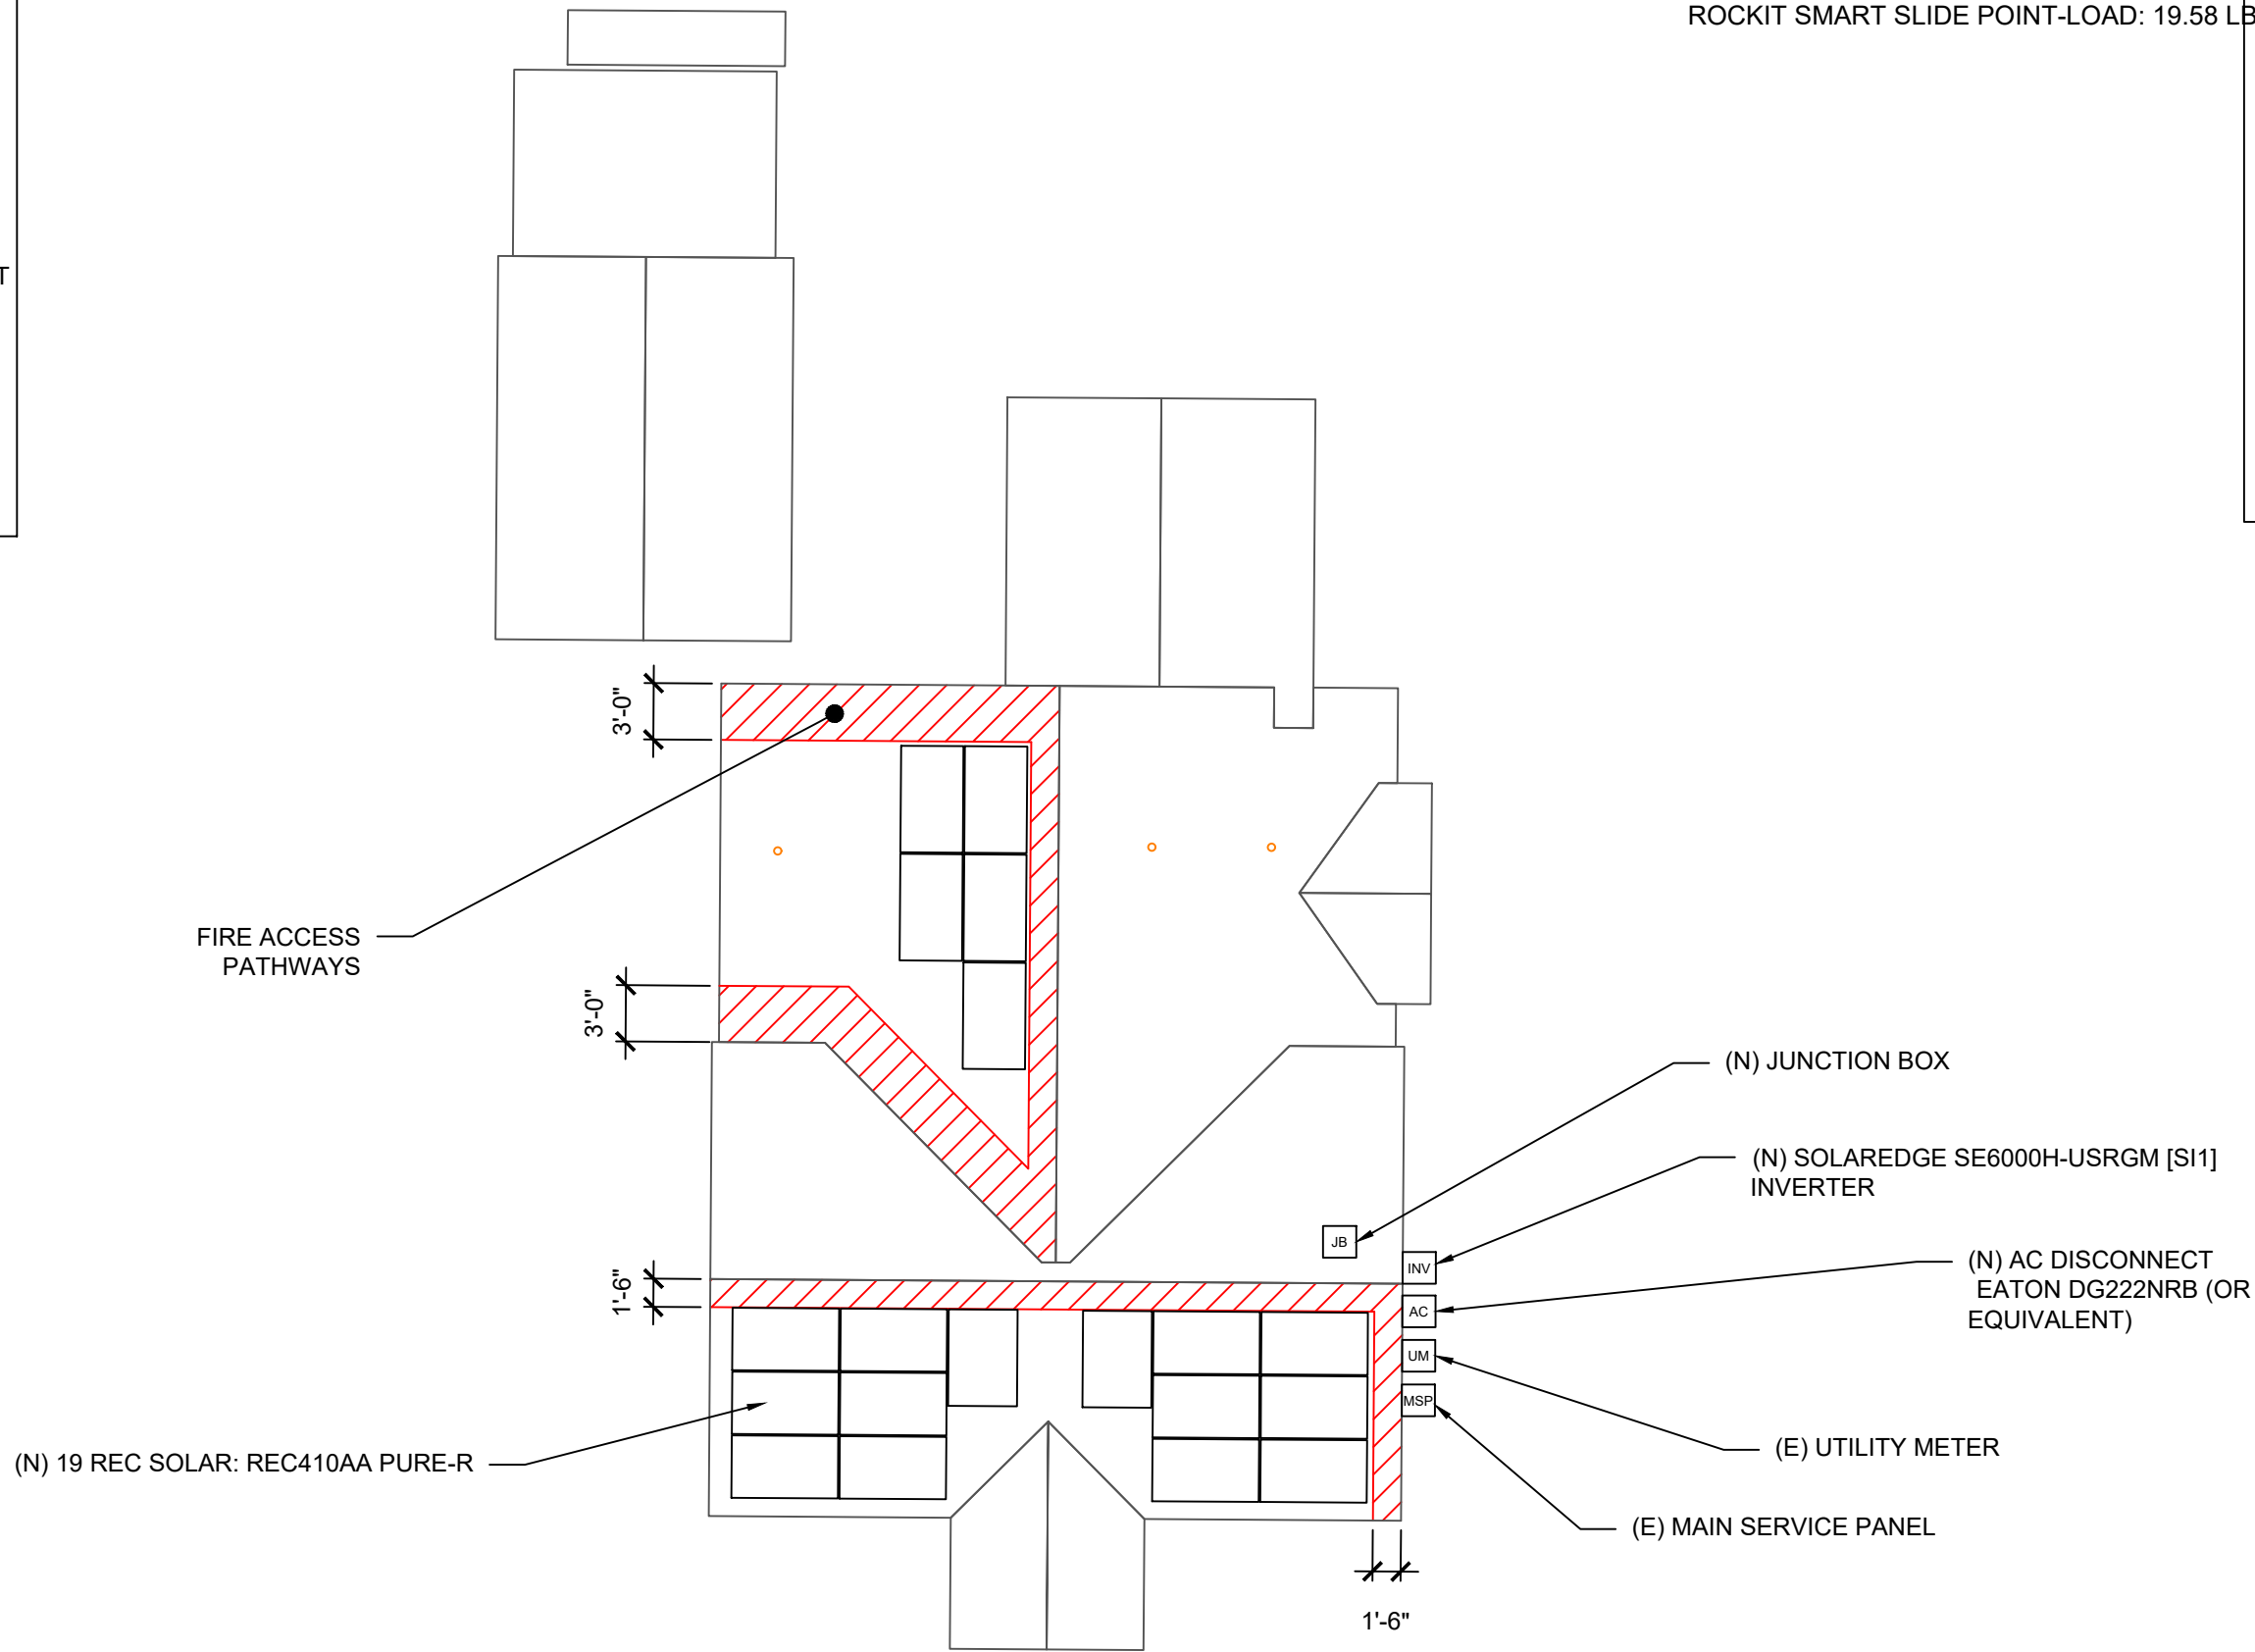 ROCKIT SMART SLIDE POINT-LOAD: 19.58 LB
T
3'-0"
FIRE ACCESS
PATHWAYS
3'-0"
(N) JUNCTION BOX
(N) SOLAREDGE SE6000H-USRGM [SI1]
INVERTER
JB
INV
(N) AC DISCONNECT
EATON DG222NRB (OR
EQUIVALENT)
1'-6"
AC
UM
MSP
(E) UTILITY METER
(N) 19 REC SOLAR: REC410AA PURE-R
(E) MAIN SERVICE PANEL
1'-6"